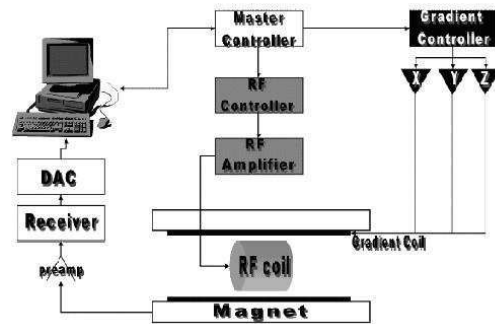 Master
Controller
Gradient
Controller
X Y Z
RF
Controller
RF
Amplifier
DAC
Receiver
preamp
Gradient Coil
RF coil
Magnet